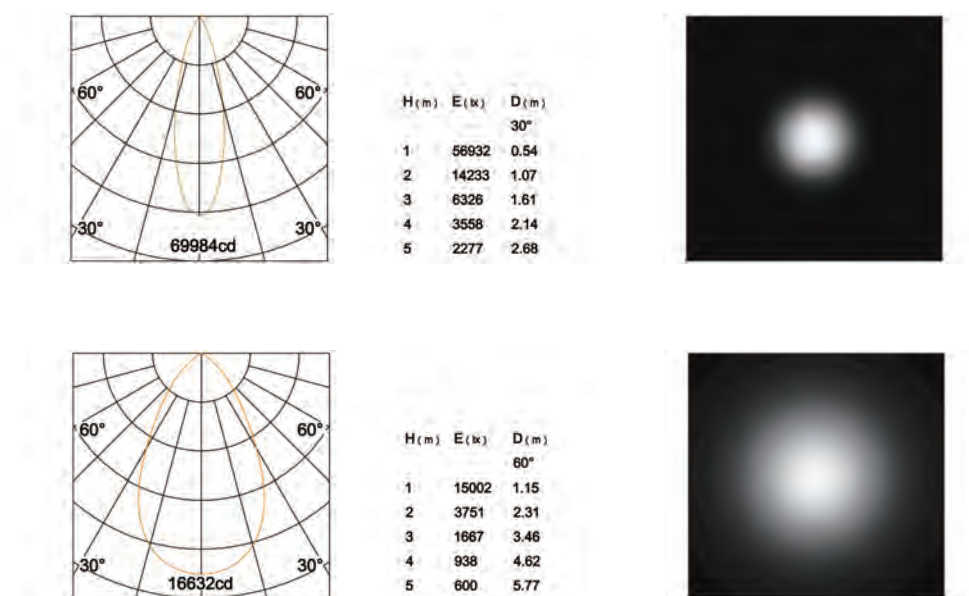 60° 60°
30° 30°
69984cd
H(m) E(lx) D(m)
30°
1 56932 0.54
2 14233 1.07
3 6326 1.61
4 3558 2.14
5 2277 2.68
60° 60°
30° 30°
16632cd
H(m) E(lx) D(m)
60°
1 15002 1.15
2 3751 2.31
3 1667 3.46
4 938 4.62
5 600 5.77